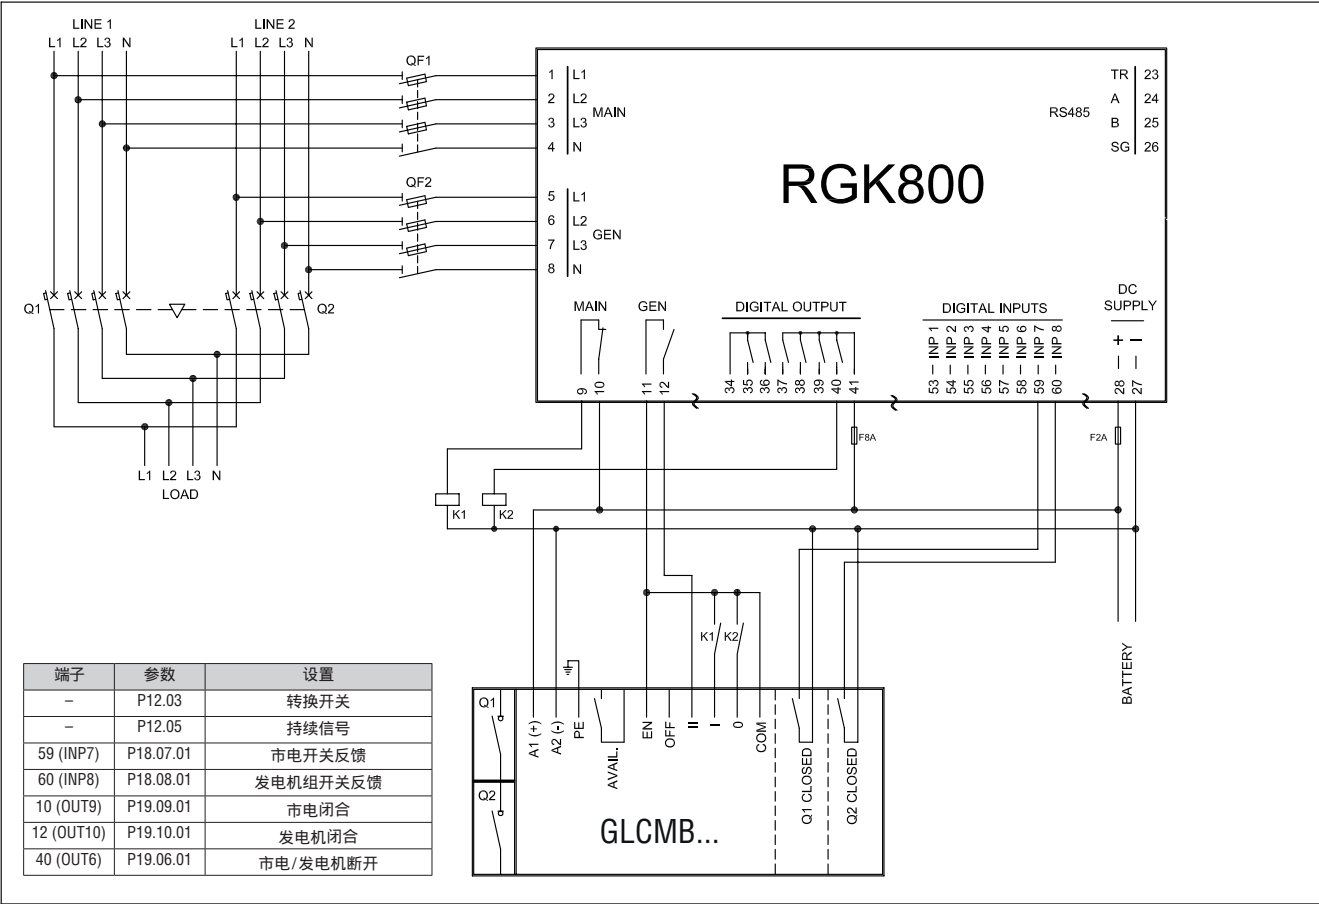 LINE 1
LINE 2
L1 L2 L3 N
L1 L2 L3 N
QF1
1 L1
2 L2
3 L3
4 N
MAIN
QF2
5 L1
6 L2
7 L3
8 N
GEN
RS485
TR 23
A 24
B 25
SG 26
RGK800
Q1
Q2
MAIN
GEN
DIGITAL OUTPUT
DIGITAL INPUTS
DC
SUPPLY
9
10
11
12
34
35
36
37
38
39
40
41
53 – INP 1
54 – INP 2
55 – INP 3
56 – INP 4
57 – INP 5
58 – INP 6
59 – INP 7
60 – INP 8
28 – +
27 – –
F8A
F2A
L1 L2 L3 N
LOAD
K1
K2
K1
K2
BATTERY
端子 参数 设置
– P12.03 转换开关
– P12.05 持续信号
59 (INP7) P18.07.01 市电开关反馈
60 (INP8) P18.08.01 发电机组开关反馈
10 (OUT9) P19.09.01 市电闭合
12 (OUT10) P19.10.01 发电机闭合
40 (OUT6) P19.06.01 市电/发电机断开
Q1
Q2
A1 (+)
A2 (-)
PE
AVAIL.
EN
OFF
II
I
0
COM
Q1 CLOSED
Q2 CLOSED
GLCMB...